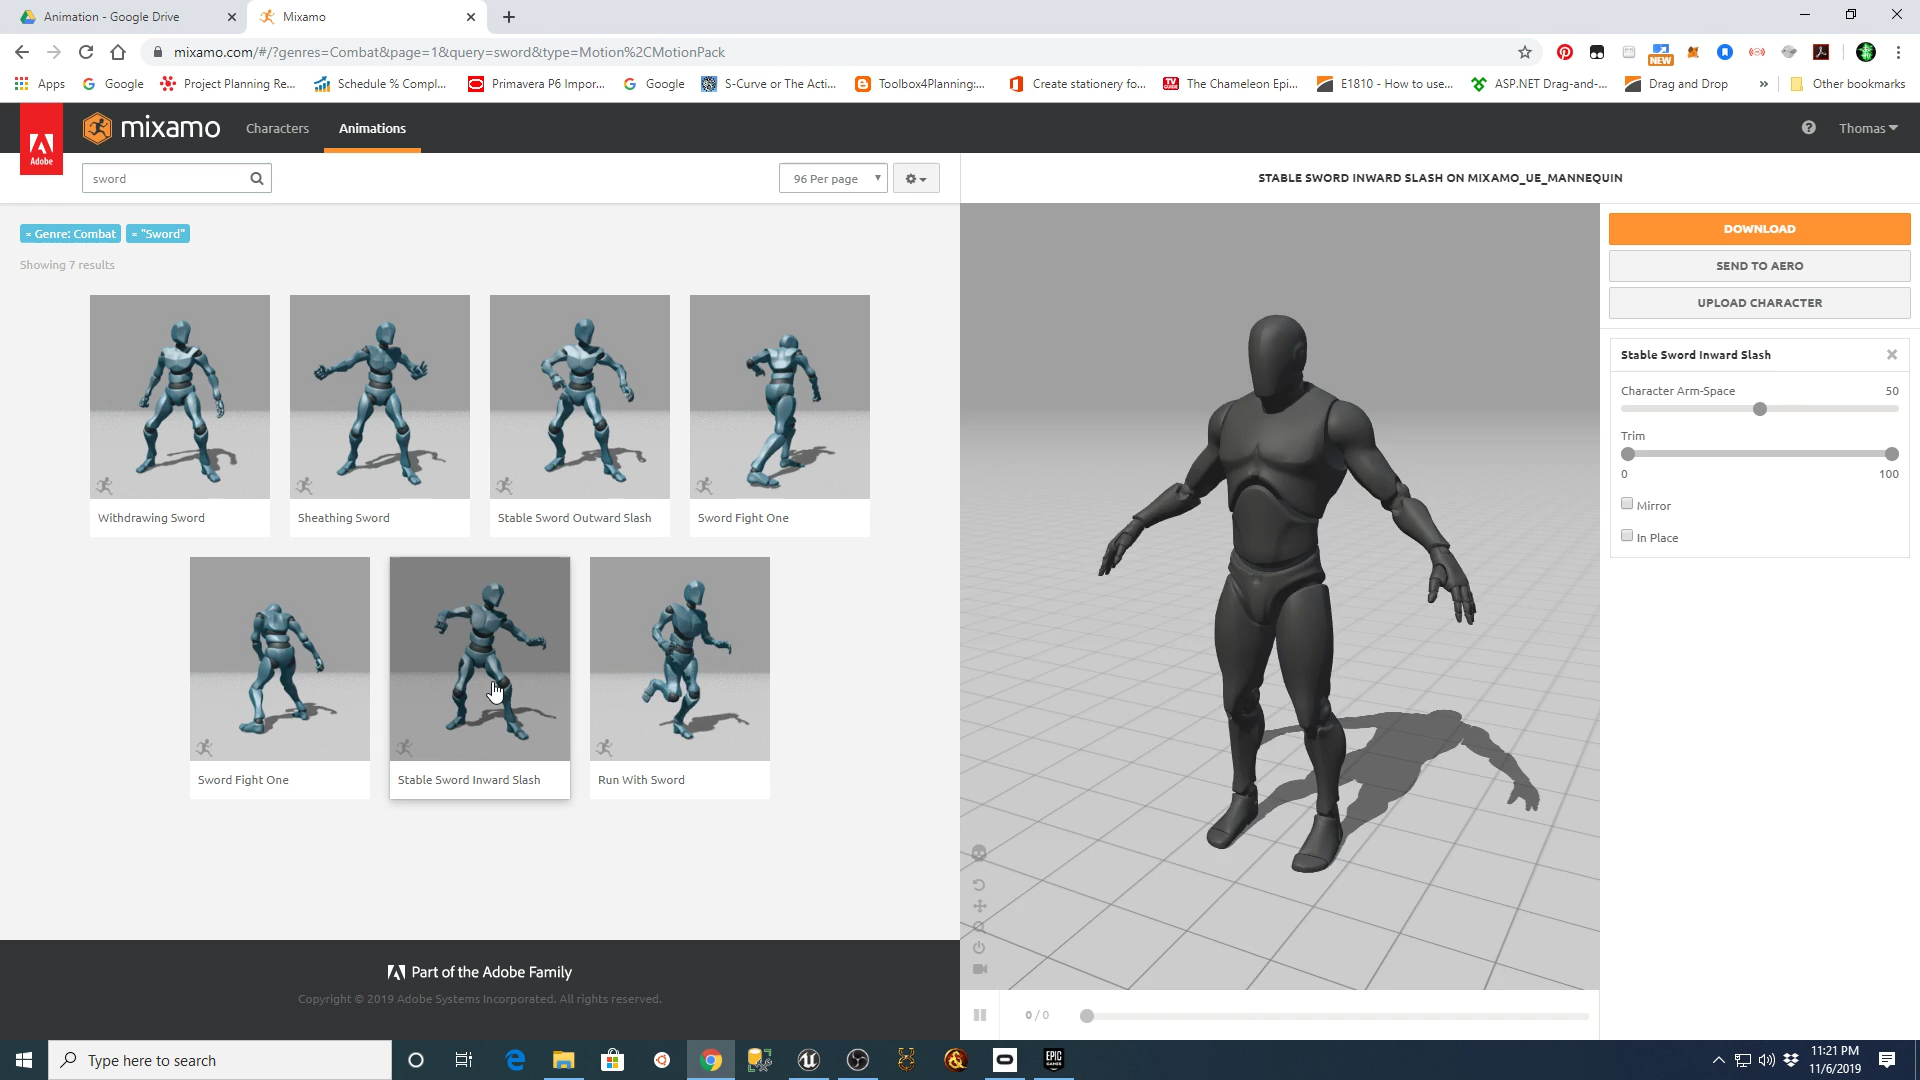 Animation - Google Drive
Mixamo
mixamo.com/#/?genres=Combat&page=1&query=sword&type=Motion%2CMotionPack
NEW
Apps
Google
Project Planning Re...
Schedule % Compl...
Primavera P6 Impor...
Google
S-Curve or The Acti...
Toolbox4Planning:...
Create stationery fo...
TV GUIDE
The Chameleon Epi...
E1810 - How to use...
ASP.NET Drag-and-...
Drag and Drop
»
Other bookmarks
Adobe
mixamo
Characters
Animations
Thomas
sword
96 Per page
STABLE SWORD INWARD SLASH ON MIXAMO_UE_MANNEQUIN
× Genre: Combat
× "Sword"
Showing 7 results
DOWNLOAD
SEND TO AERO
UPLOAD CHARACTER
Stable Sword Inward Slash
Character Arm-Space 50
Trim
0 100
Mirror
In Place
Withdrawing Sword
Sheathing Sword
Stable Sword Outward Slash
Sword Fight One
Sword Fight One
Stable Sword Inward Slash
Run With Sword
Part of the Adobe Family
Copyright © 2019 Adobe Systems Incorporated. All rights reserved.
0 / 0
Type here to search
EPIC GAMES
11:21 PM
11/6/2019